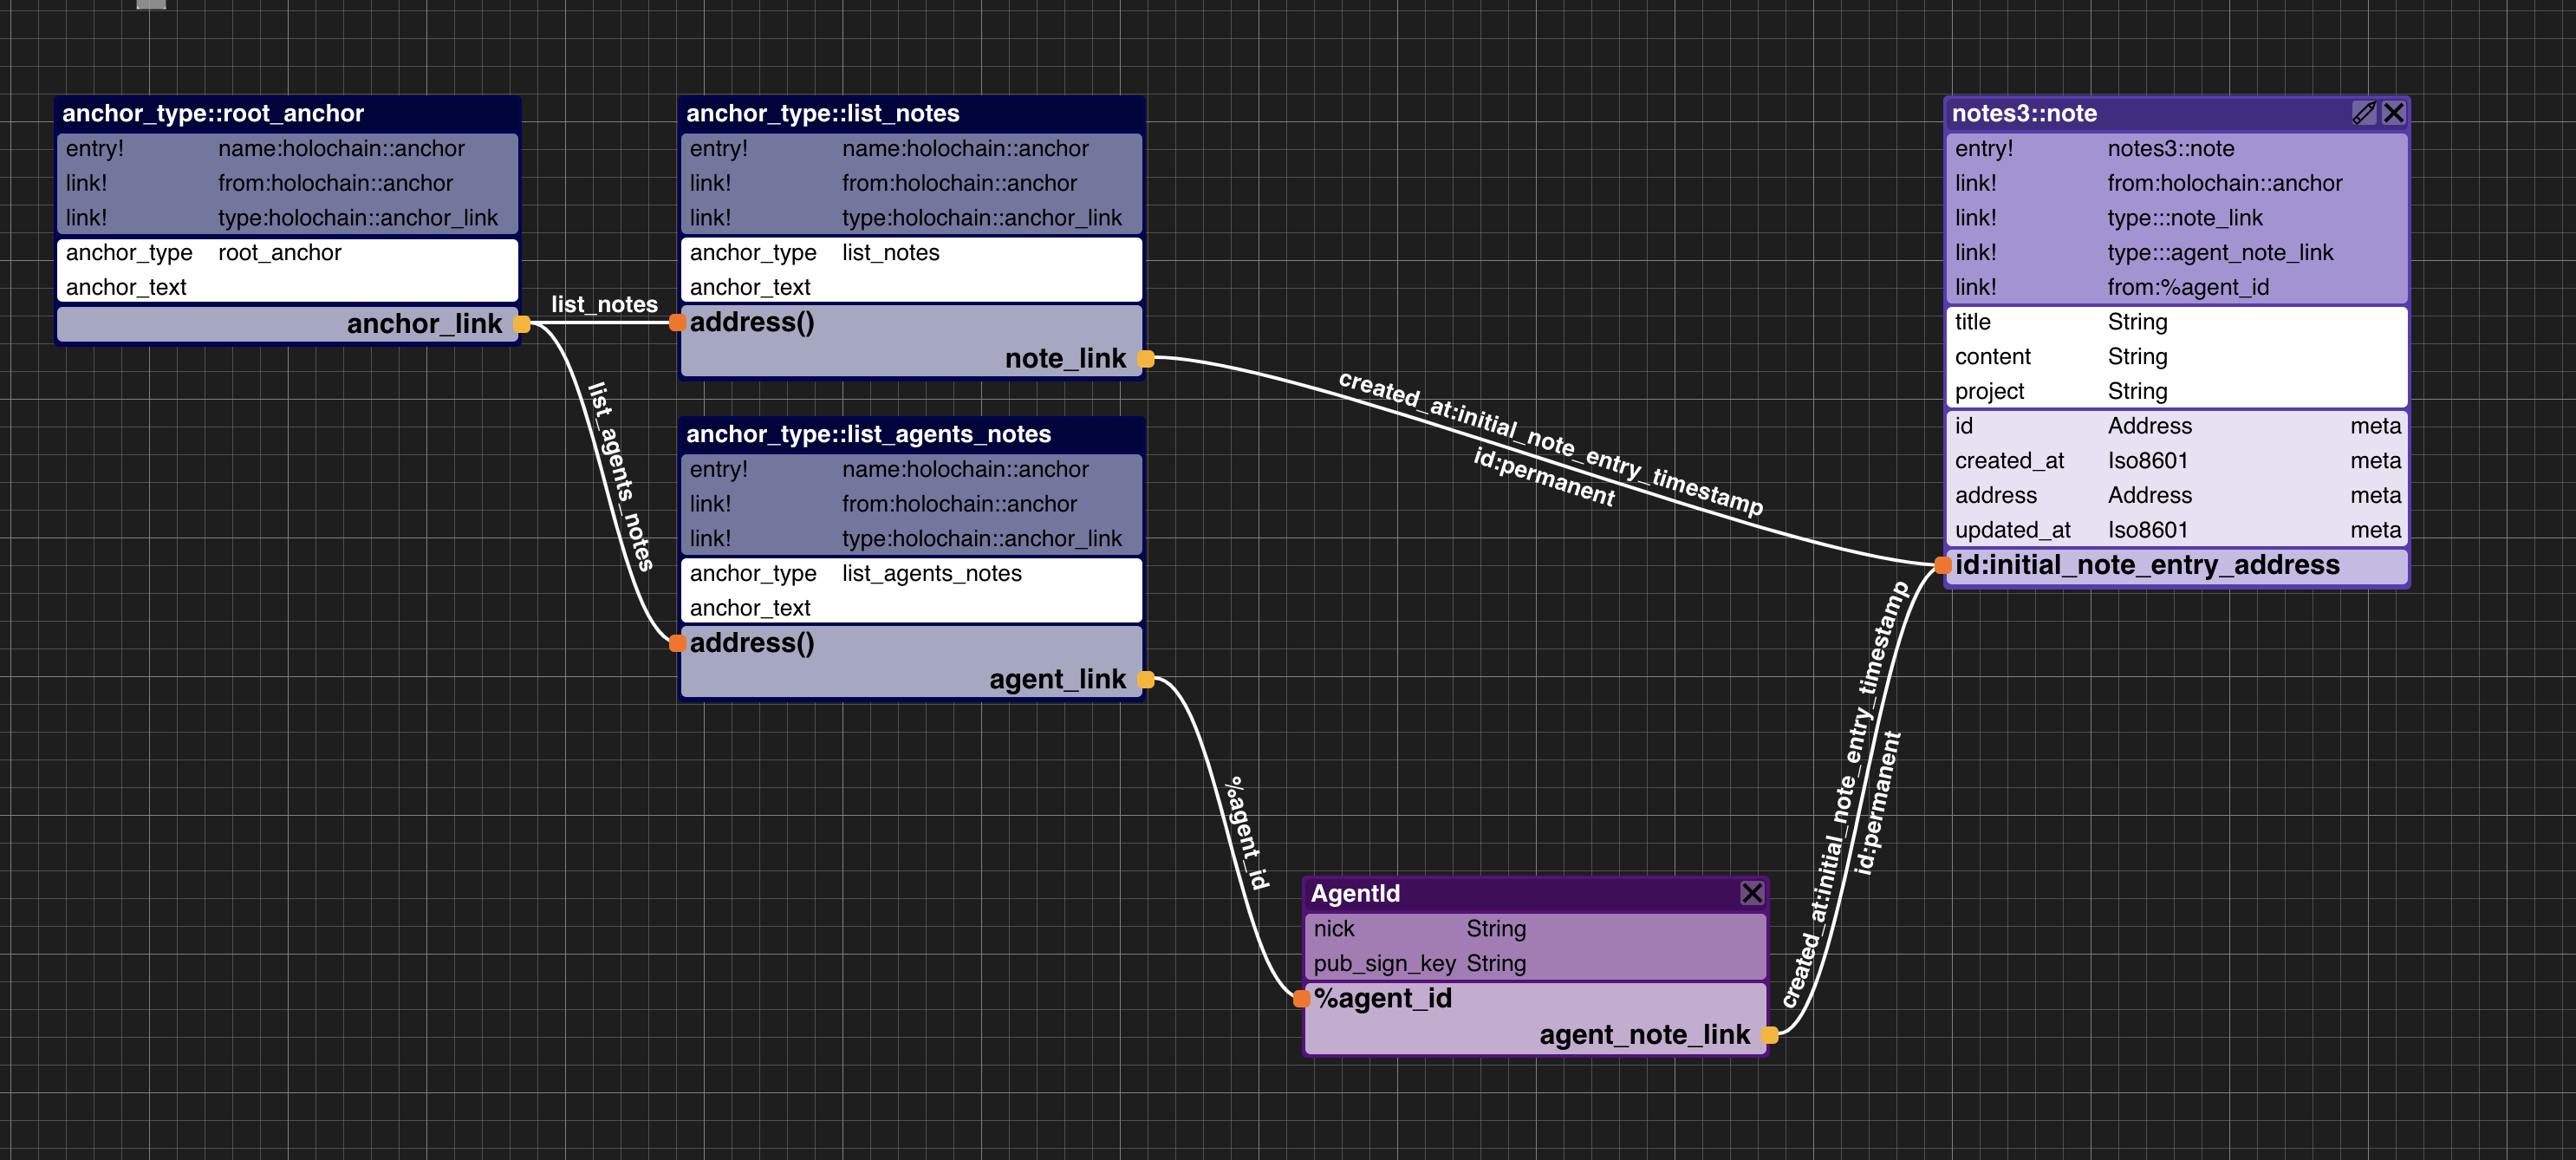 anchor_type::root_anchor
entry! name:holochain::anchor
link! from:holochain::anchor
link! type:holochain::anchor_link
anchor_type root_anchor
anchor_text
anchor_link
list_notes
list_agents_notes
anchor_type::list_notes
entry! name:holochain::anchor
link! from:holochain::anchor
link! type:holochain::anchor_link
anchor_type list_notes
anchor_text
address()
note_link
anchor_type::list_agents_notes
entry! name:holochain::anchor
link! from:holochain::anchor
link! type:holochain::anchor_link
anchor_type list_agents_notes
anchor_text
address()
agent_link
created_at:initial_note_entry_timestamp
id:permanent
%agent_id
AgentId
nick String
pub_sign_key String
%agent_id
agent_note_link
created_at:initial_note_entry_timestamp
id:permanent
notes3::note
entry! notes3::note
link! from:holochain::anchor
link! type:::note_link
link! type:::agent_note_link
link! from:%agent_id
title String
content String
project String
id Address meta
created_at Iso8601 meta
address Address meta
updated_at Iso8601 meta
id:initial_note_entry_address